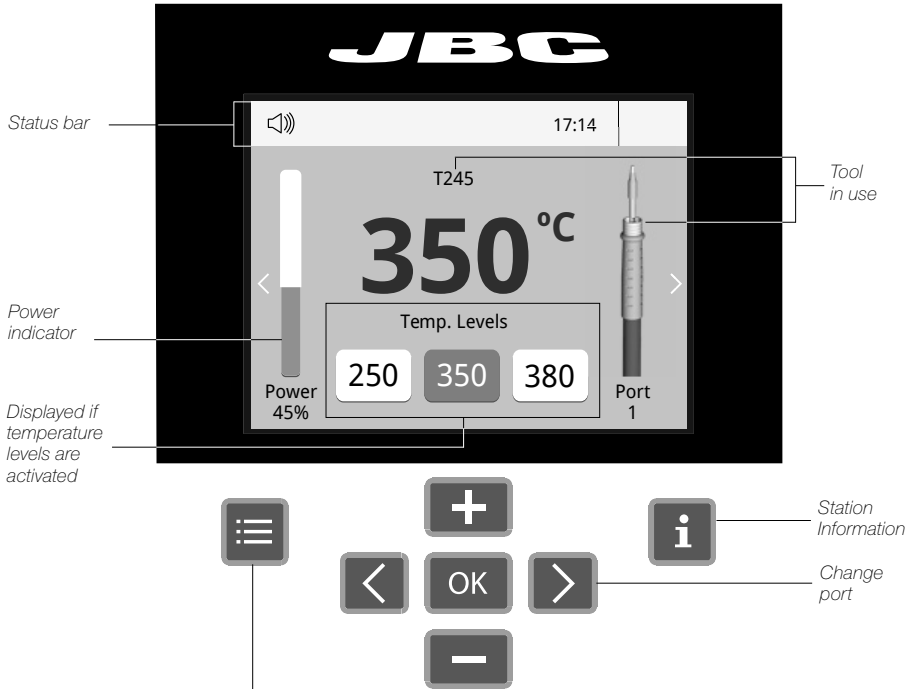 JBC
Status bar
17:14
T245
Tool
in use
350 ºC
Power
indicator
Temp. Levels
250 350 380
Power
45%
Port
1
Displayed if
temperature
levels are
activated
Station
Information
OK
Change
port